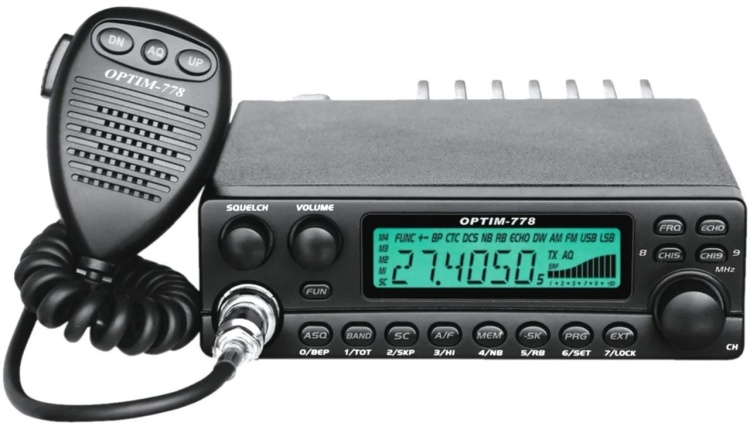 DN AQ UP
OPTIM-778
SQUELCH VOLUME
OPTIM-778
FRQ ECHO
M4 FUNC +- BP CTC DCS NB RB ECHO DW AM FM USB LSB
M3
M2
M1
SC
27.4050s
TX AQ
SRF
8 CH15 CH19 9
MHz
FUN
CH
ASQ BAND SC A/F MEM -SK PRG EXT
0/BEP 1/TOT 2/SKP 3/HI 4/NB 5/RB 6/SET 7/LOCK